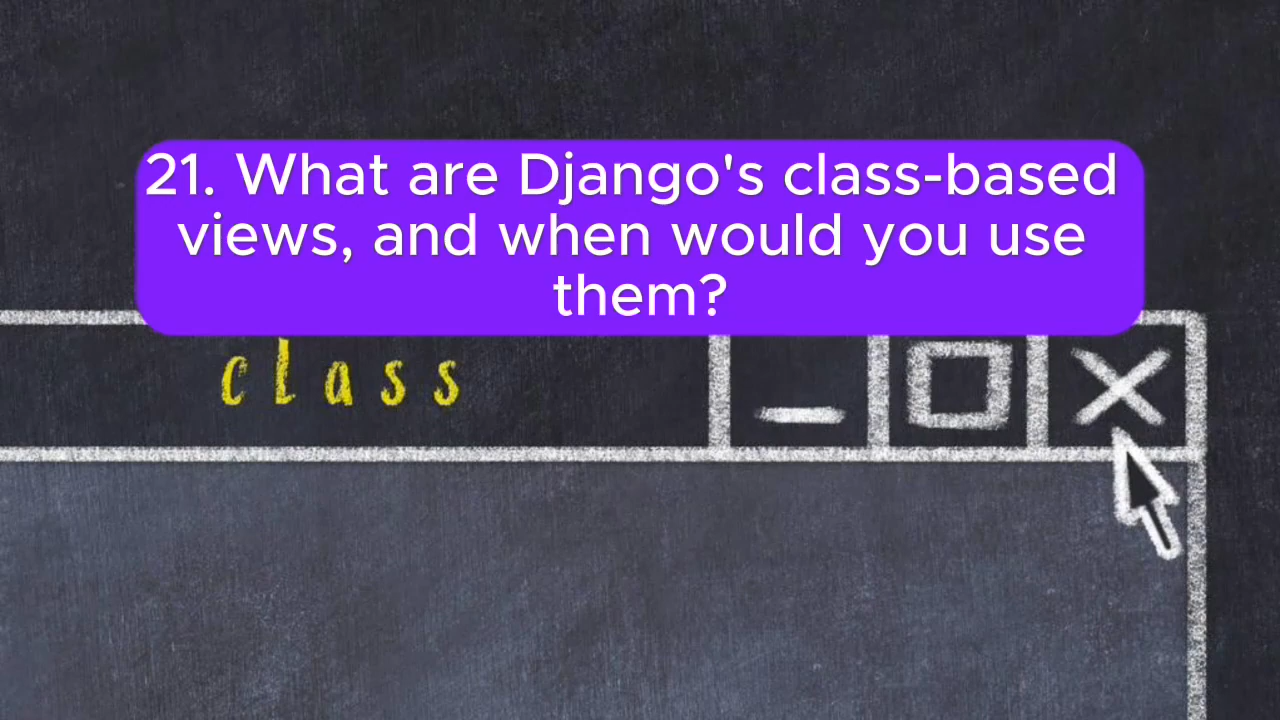 21. What are Django's class-based
views, and when would you use
them?
class